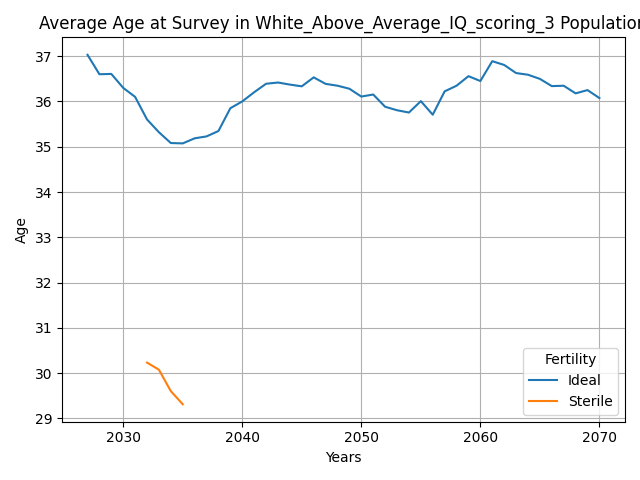 Average Age at Survey in White_Above_Average_IQ_scoring_3 Population
Age
37
36
35
34
33
32
31
30
29
2030
2040
2050
2060
2070
Years
Fertility
Ideal
Sterile